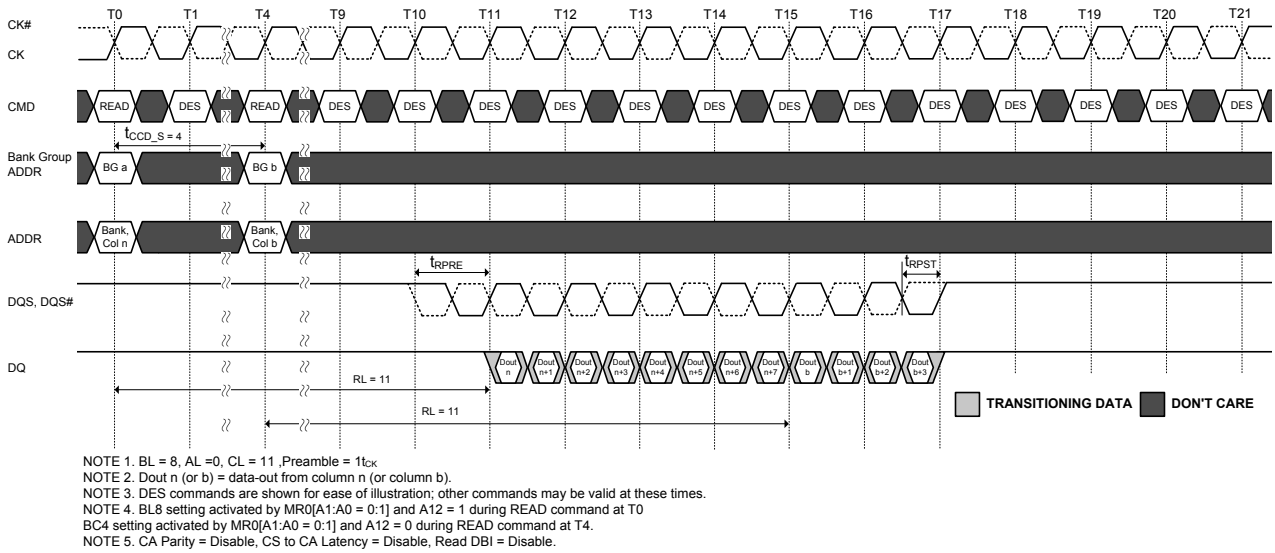 T0 T1 T4 T9 T10 T11 T12 T13 T14 T15 T16 T17 T18 T19 T20 T21
CK#
CK
CMD READ DES READ DES DES DES DES DES DES DES DES DES DES DES DES DES
tCCD_S = 4
Bank Group
ADDR
BG a BG b
ADDR
Bank,
Col n
Bank,
Col b
tRPRE tRPST
DQS, DQS#
DQ
Dout
n
Dout
n+1
Dout
n+2
Dout
n+3
Dout
n+4
Dout
n+5
Dout
n+6
Dout
n+7
Dout
b
Dout
b+1
Dout
b+2
Dout
b+3
RL = 11
RL = 11
TRANSITIONING DATA DON'T CARE
NOTE 1. BL = 8, AL =0, CL = 11 ,Preamble = 1tCK
NOTE 2. Dout n (or b) = data-out from column n (or column b).
NOTE 3. DES commands are shown for ease of illustration; other commands may be valid at these times.
NOTE 4. BL8 setting activated by MR0[A1:A0 = 0:1] and A12 = 1 during READ command at T0
BC4 setting activated by MR0[A1:A0 = 0:1] and A12 = 0 during READ command at T4.
NOTE 5. CA Parity = Disable, CS to CA Latency = Disable, Read DBI = Disable.